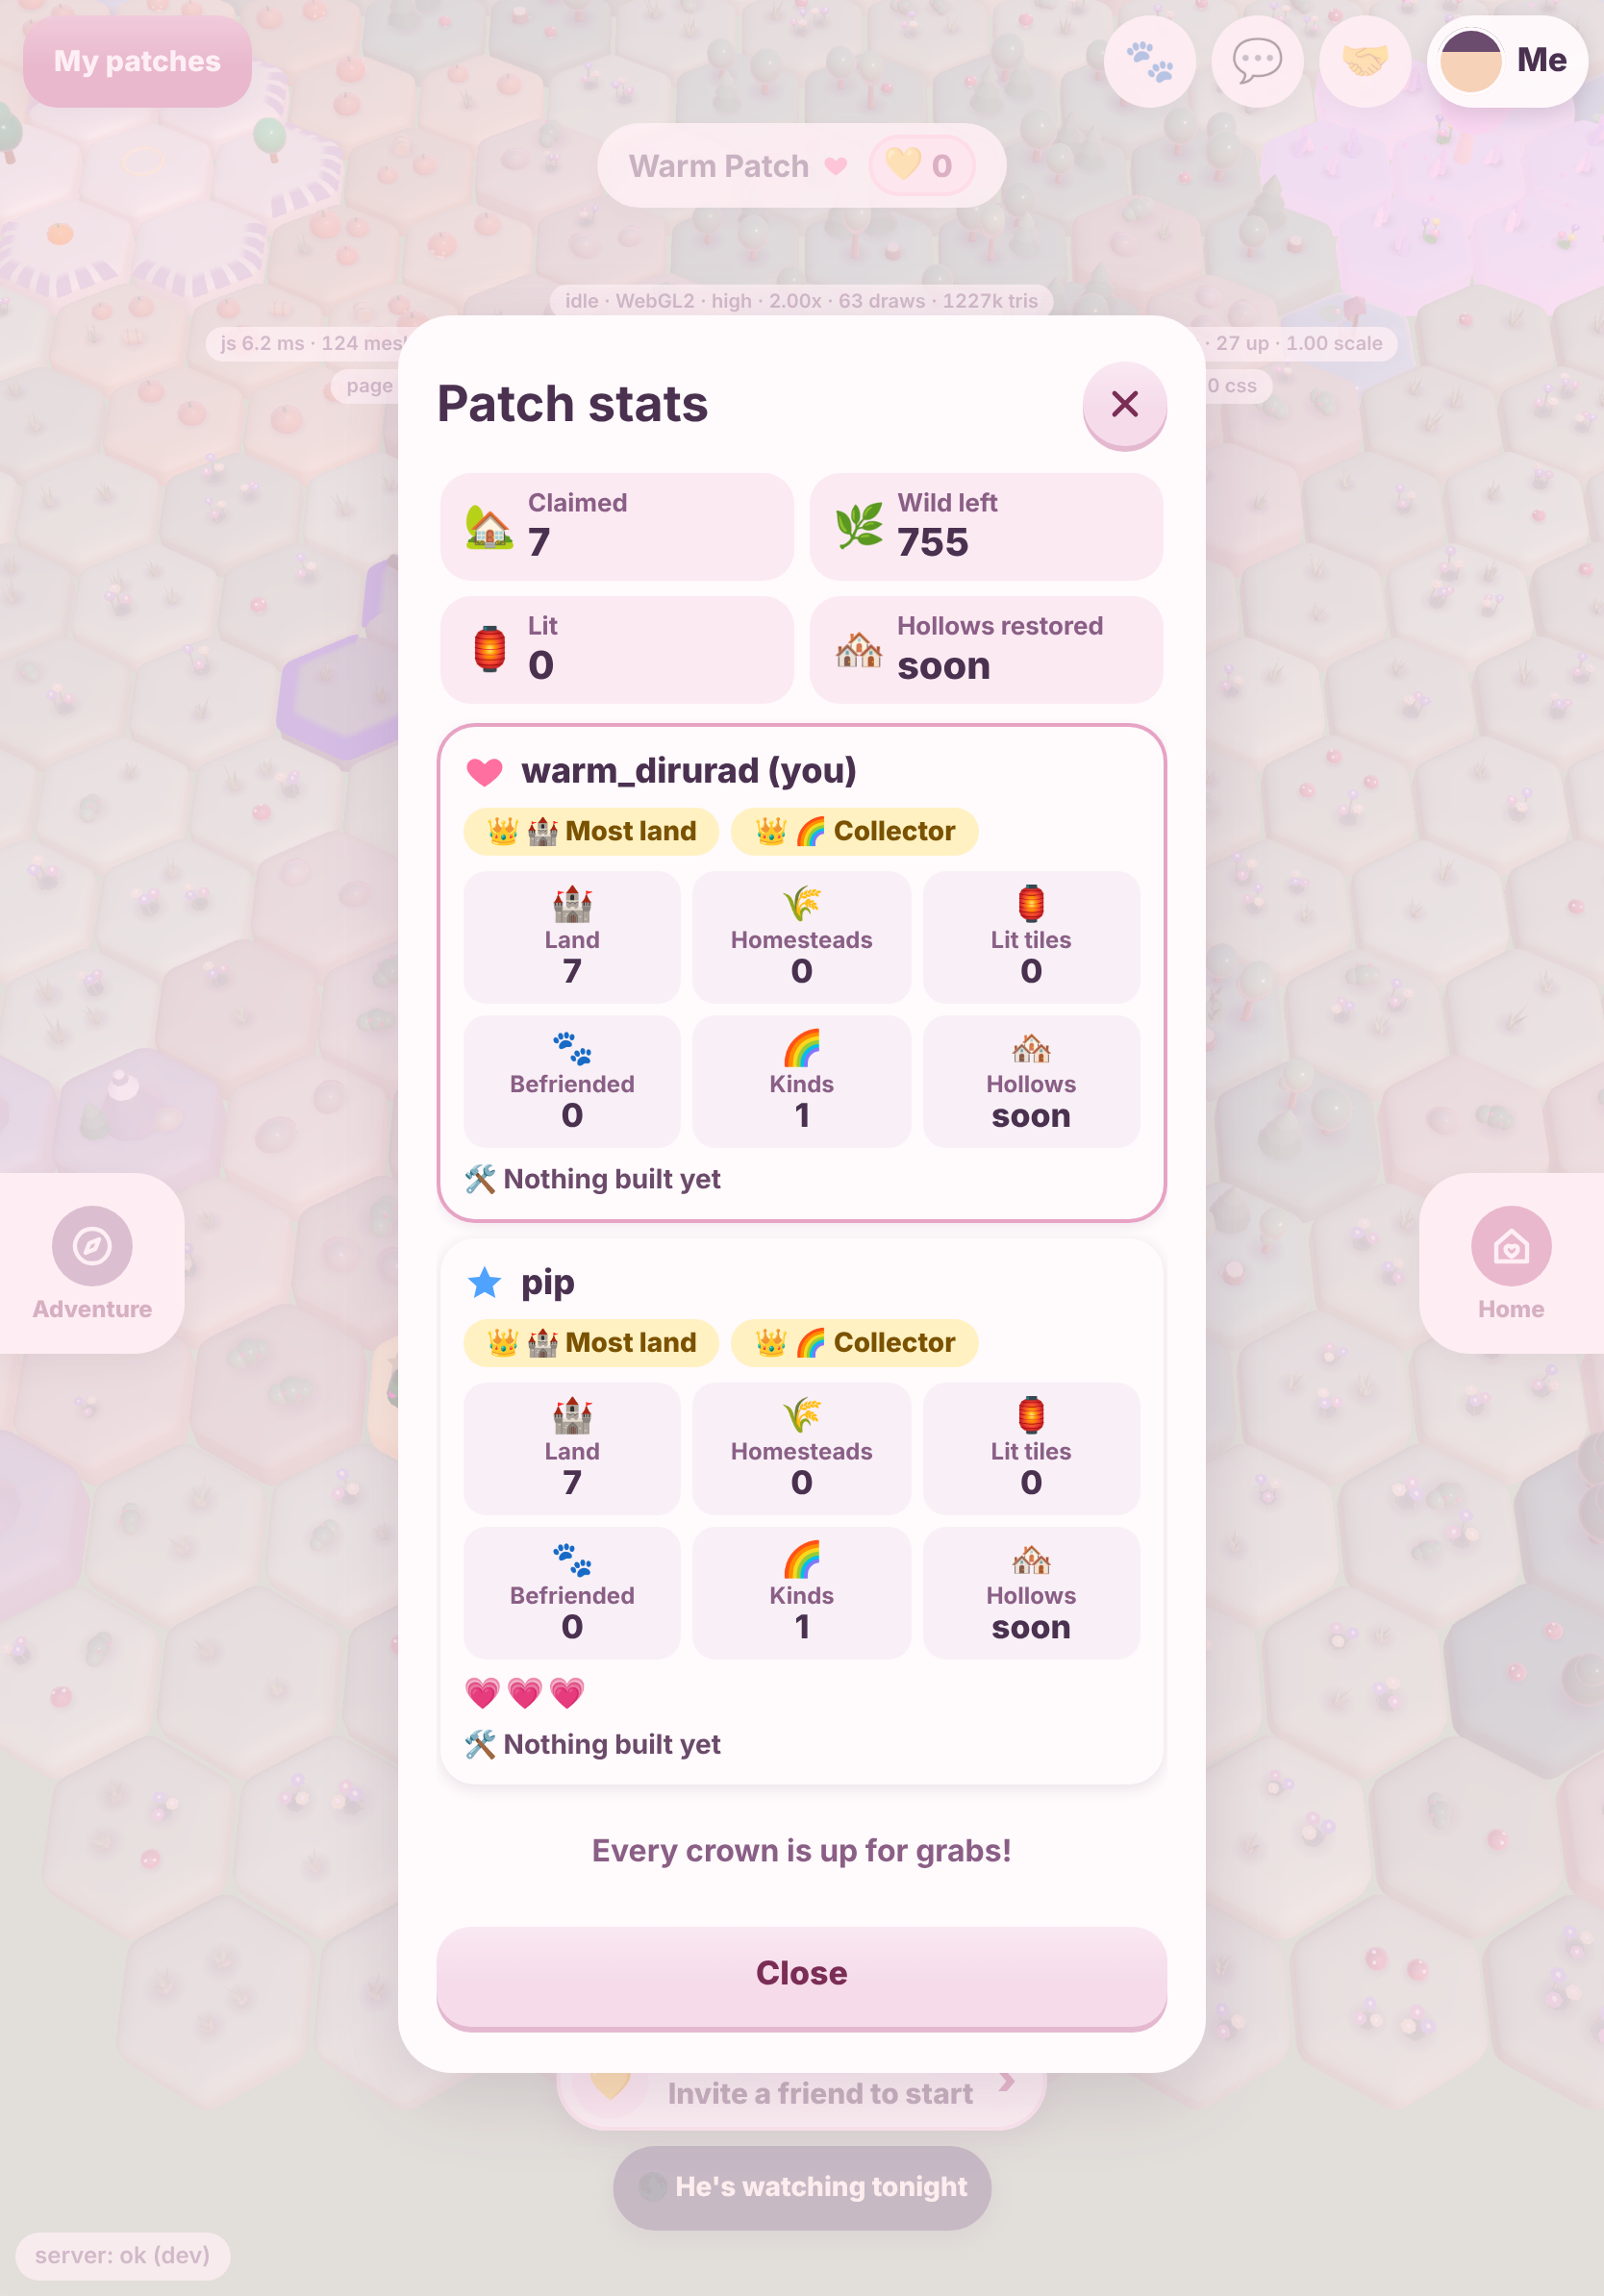 My patches
Me
Warm Patch
0
idle · WebGL2 · high · 2.00x · 63 draws · 1227k tris
js 6.2 ms · 124
· 27 up · 1.00 scale
page
0 css
Patch stats
Claimed
7
Wild left
755
Lit
0
Hollows restored
soon
warm_dirurad (you)
Most land
Collector
Land
7
Homesteads
0
Lit tiles
0
Befriended
0
Kinds
1
Hollows
soon
Nothing built yet
pip
Most land
Collector
Land
7
Homesteads
0
Lit tiles
0
Befriended
0
Kinds
1
Hollows
soon
Nothing built yet
Adventure
Home
Every crown is up for grabs!
Close
Invite a friend to start
He's watching tonight
server: ok (dev)